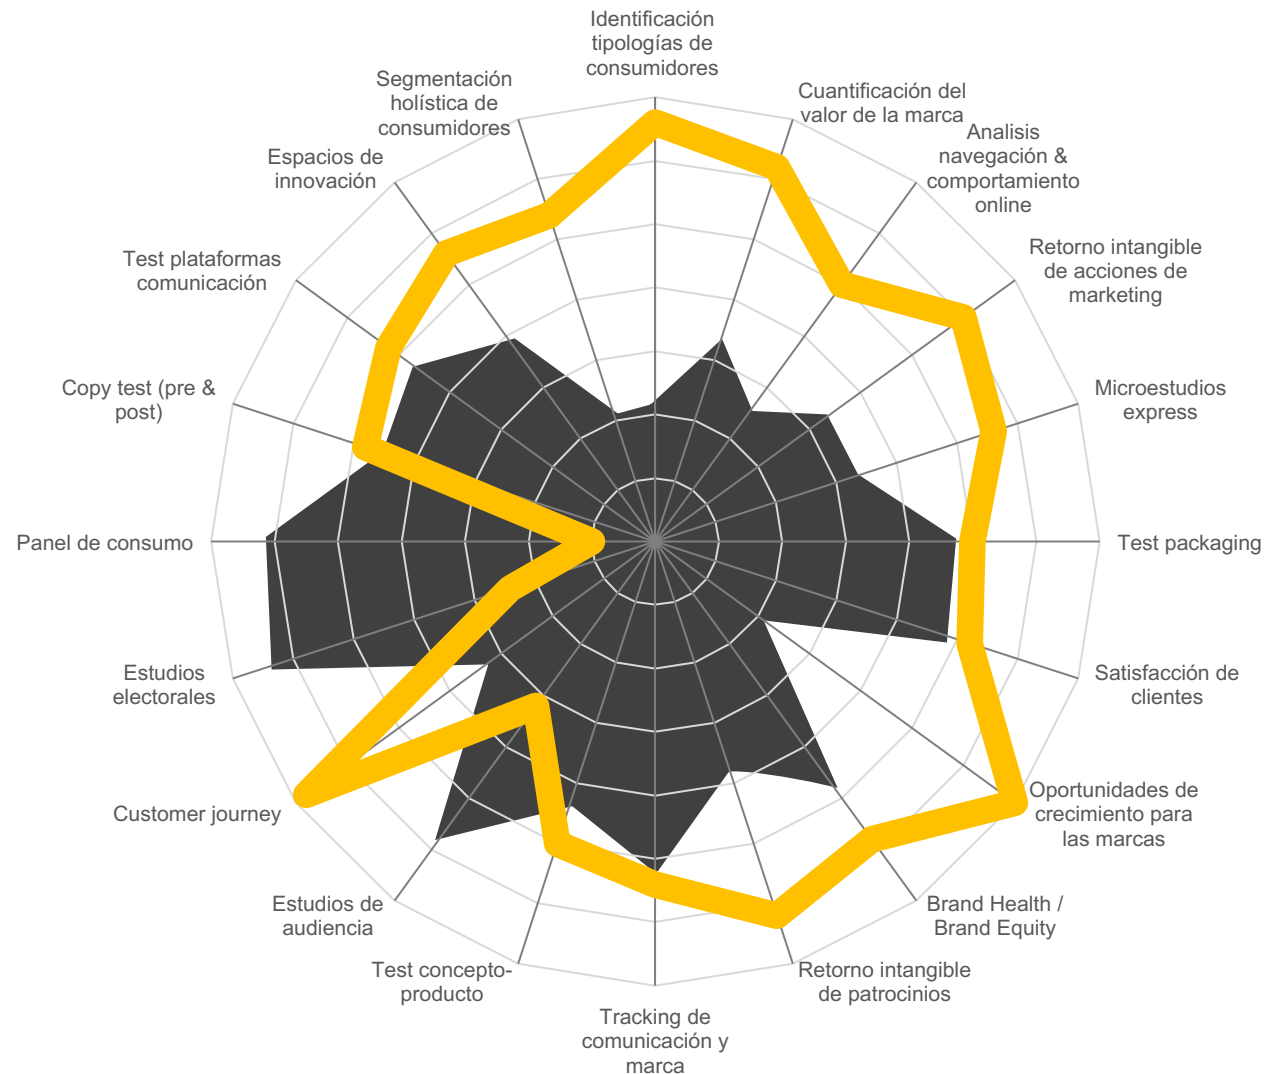 Identificación
tipologías de
consumidores
Cuantificación del
valor de la marca
Analisis
navegación &
comportamiento
online
Retorno intangible
de acciones de
marketing
Microestudios
express
Test packaging
Satisfacción de
clientes
Oportunidades de
crecimiento para
las marcas
Brand Health /
Brand Equity
Retorno intangible
de patrocinios
Tracking de
comunicación y
marca
Test concepto-
producto
Estudios de
audiencia
Customer journey
Estudios
electorales
Panel de consumo
Copy test (pre &
post)
Test plataformas
comunicación
Espacios de
innovación
Segmentación
holística de
consumidores